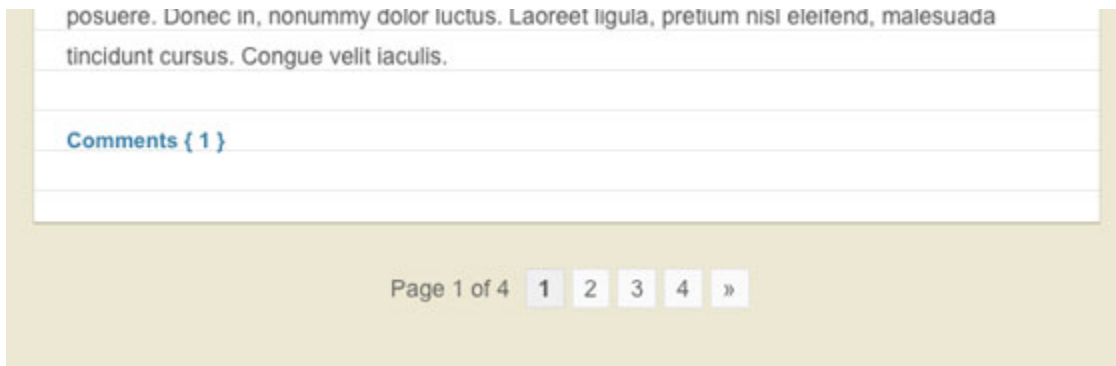 posuere. Donec in, nonummy dolor luctus. Laoreet ligula, pretium nisl eleifend, malesuada
tincidunt cursus. Congue velit iaculis.
Comments { 1 }
Page 1 of 4 1 2 3 4 »